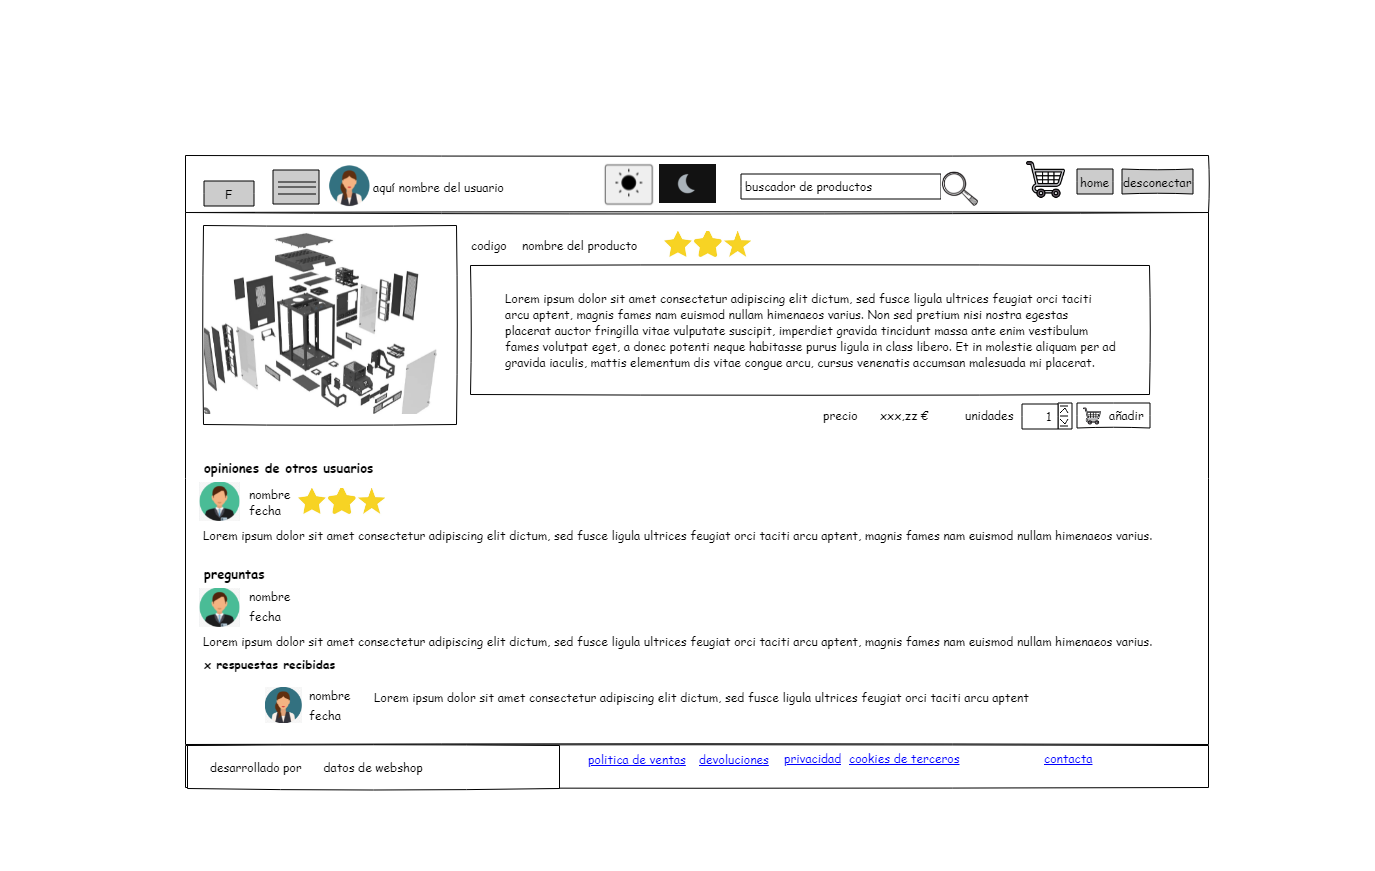 F
aquí nombre del usuario
buscador de productos
home
desconectar
codigo nombre del producto
Lorem ipsum dolor sit amet consectetur adipiscing elit dictum, sed fusce ligula ultrices feugiat orci taciti
arcu aptent, magnis fames nam euismod nullam himenaeos varius. Non sed pretium nisi nostra egestas
placerat auctor fringilla vitae vulputate suscipit, imperdiet gravida tincidunt massa ante enim vestibulum
fames volutpat eget, a donec potenti neque habitasse purus ligula in class libero. Et in molestie aliquam per ad
gravida iaculis, mattis elementum dis vitae congue arcu, cursus venenatis accumsan malesuada mi placerat.
precio xxx,zz € unidades 1 añadir
opiniones de otros usuarios
nombre
fecha
Lorem ipsum dolor sit amet consectetur adipiscing elit dictum, sed fusce ligula ultrices feugiat orci taciti arcu aptent, magnis fames nam euismod nullam himenaeos varius.
preguntas
nombre
fecha
Lorem ipsum dolor sit amet consectetur adipiscing elit dictum, sed fusce ligula ultrices feugiat orci taciti arcu aptent, magnis fames nam euismod nullam himenaeos varius.
x respuestas recibidas
nombre
fecha
Lorem ipsum dolor sit amet consectetur adipiscing elit dictum, sed fusce ligula ultrices feugiat orci taciti arcu aptent
desarrollado por datos de webshop
politica de ventas devoluciones privacidad cookies de terceros contacta